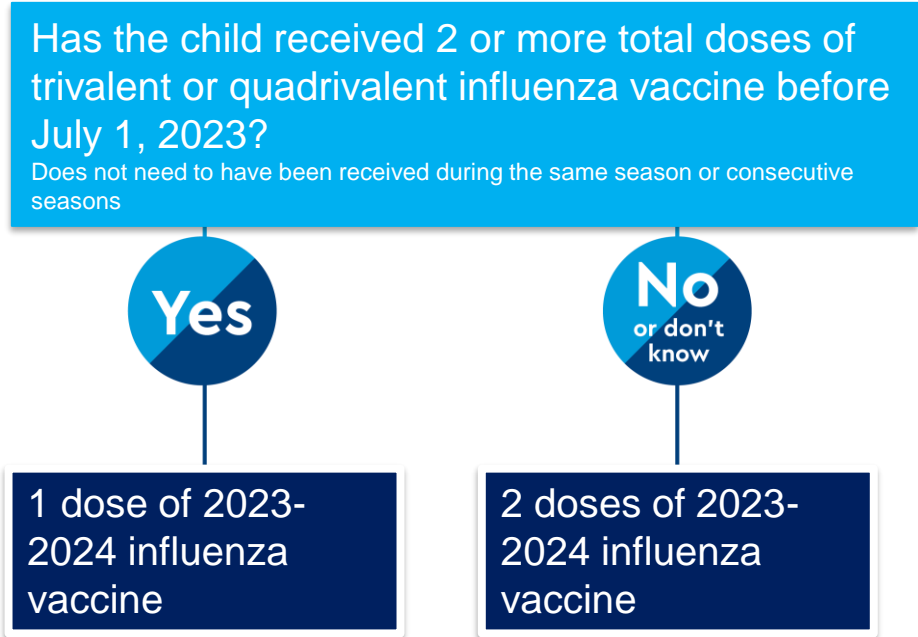 Has the child received 2 or more total doses of
trivalent or quadrivalent influenza vaccine before
July 1, 2023?
Does not need to have been received during the same season or consecutive
seasons
Yes
No
or don't
know
1 dose of 2023-
2024 influenza
vaccine
2 doses of 2023-
2024 influenza
vaccine